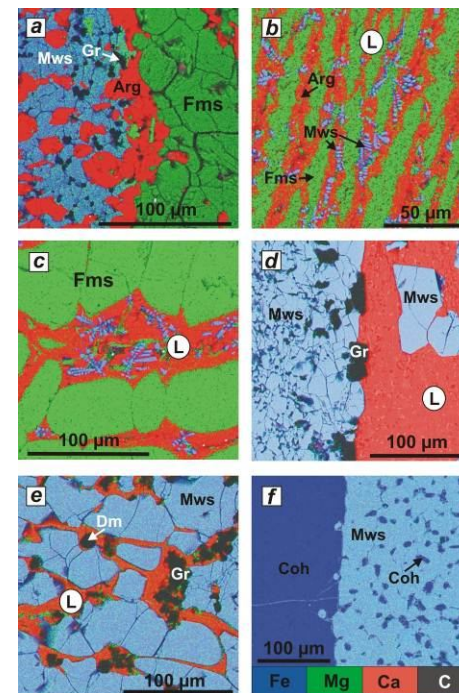 a
Mws
Gr
Arg
Fms
100 µm
b
L
Arg
Mws
Fms
50 µm
c
Fms
L
100 µm
d
Mws
Mws
Gr
L
100 µm
e
Mws
Dm
Gr
L
100 µm
f
Mws
Coh
Coh
100 µm
Fe
Mg
Ca
C